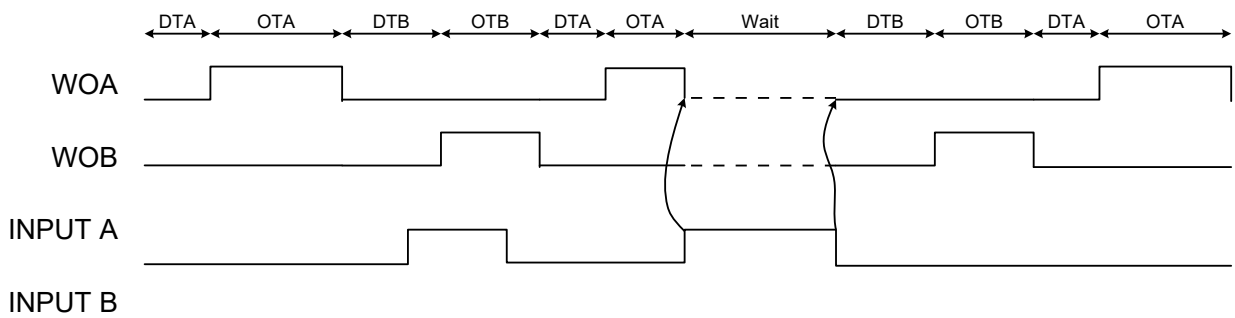 DTA OTA DTB OTB DTA OTA Wait DTB OTB DTA OTA
WOA
WOB
INPUT A
INPUT B